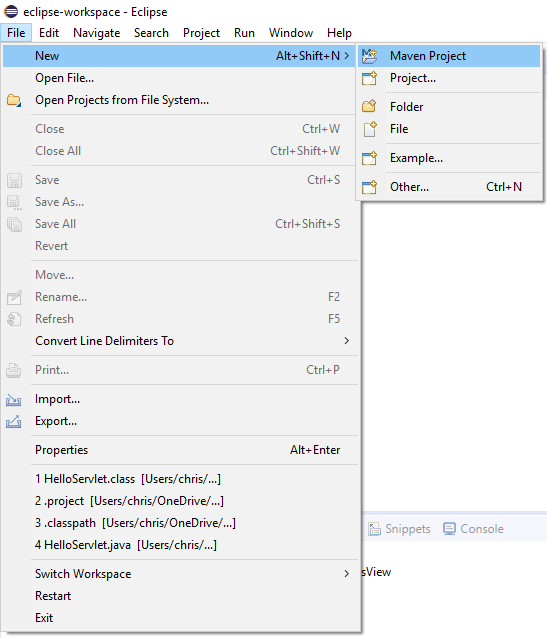 eclipse-workspace - Eclipse
File Edit Navigate Search Project Run Window Help
New Alt+Shift+N
Open File...
Open Projects from File System...
Close Ctrl+W
Close All Ctrl+Shift+W
Save Ctrl+S
Save As...
Save All Ctrl+Shift+S
Revert
Move...
Rename... F2
Refresh F5
Convert Line Delimiters To
Print... Ctrl+P
Import...
Export...
Properties Alt+Enter
1 HelloServlet.class [Users/chris/...]
2 .project [Users/chris/OneDrive/...]
3 .classpath [Users/chris/OneDrive/...]
4 HelloServlet.java [Users/chris/...]
Switch Workspace
Restart
Exit
Maven Project
Project...
Folder
File
Example...
Other... Ctrl+N
Snippets Console
sView